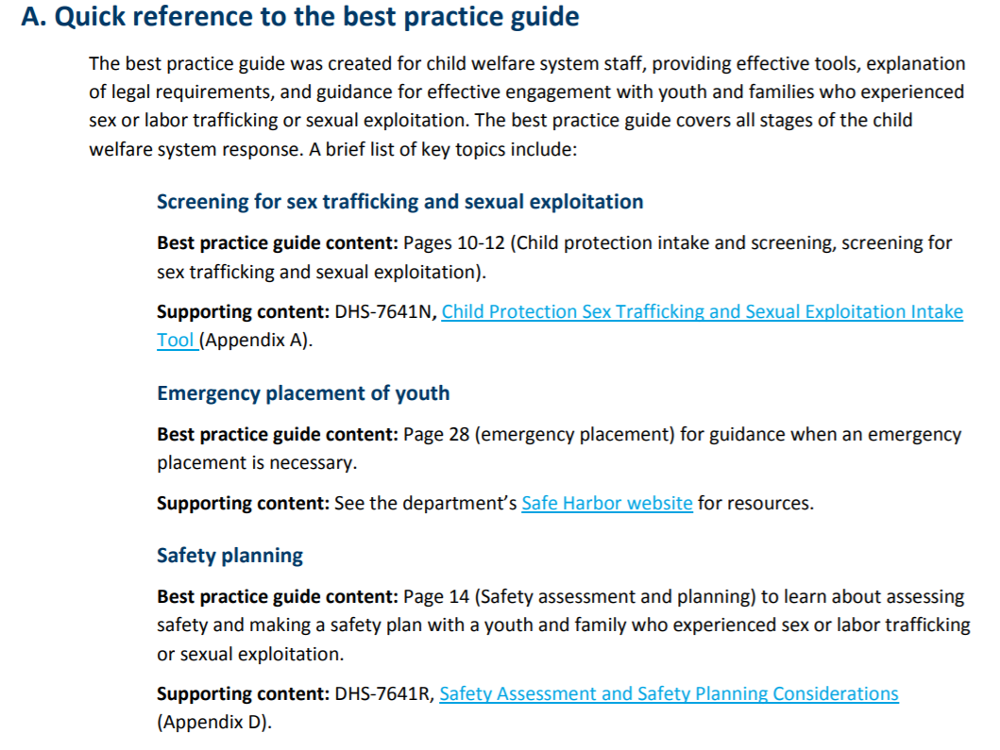 A. Quick reference to the best practice guide
The best practice guide was created for child welfare system staff, providing effective tools, explanation
of legal requirements, and guidance for effective engagement with youth and families who experienced
sex or labor trafficking or sexual exploitation. The best practice guide covers all stages of the child
welfare system response. A brief list of key topics include:
Screening for sex trafficking and sexual exploitation
Best practice guide content: Pages 10-12 (Child protection intake and screening, screening for
sex trafficking and sexual exploitation).
Supporting content: DHS-7641N, Child Protection Sex Trafficking and Sexual Exploitation Intake
Tool (Appendix A).
Emergency placement of youth
Best practice guide content: Page 28 (emergency placement) for guidance when an emergency
placement is necessary.
Supporting content: See the department’s Safe Harbor website for resources.
Safety planning
Best practice guide content: Page 14 (Safety assessment and planning) to learn about assessing
safety and making a safety plan with a youth and family who experienced sex or labor trafficking
or sexual exploitation.
Supporting content: DHS-7641R, Safety Assessment and Safety Planning Considerations
(Appendix D).